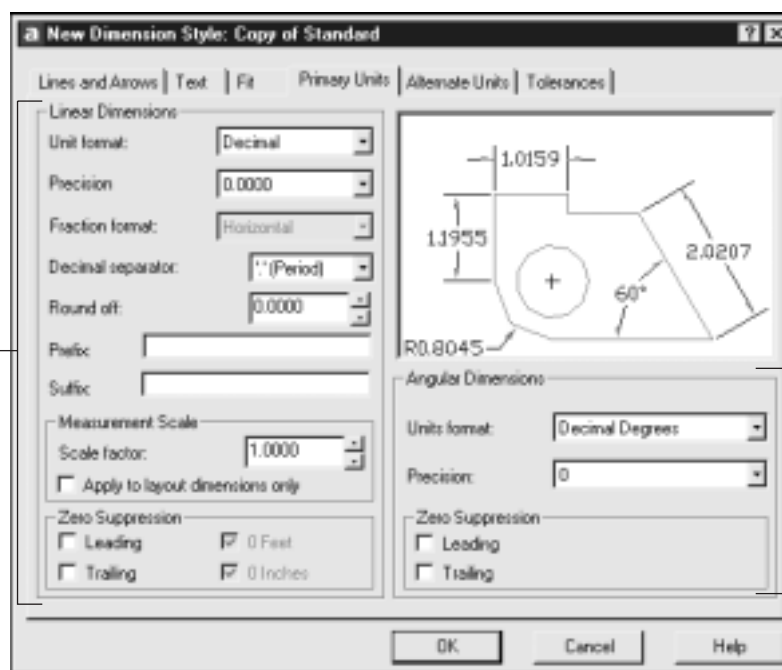 New Dimension Style: Copy of Standard
Lines and Arrows Text Fit Primary Units Alternate Units Tolerances
Linear Dimensions
Unit format: Decimal
Precision 0.0000
Fraction format: Horizontal
Decimal separator: '.' (Period)
Round off: 0.0000
Prefix
Suffix
Measurement Scale
Scale factor: 1.0000
Apply to layout dimensions only
Zero Suppression
Leading 0 Feet
Trailing 0 Inches
1.0159
1.1955
2.0207
60°
R0.8045
Angular Dimensions
Units format: Decimal Degrees
Precision: 0
Zero Suppression
Leading
Trailing
OK Cancel Help